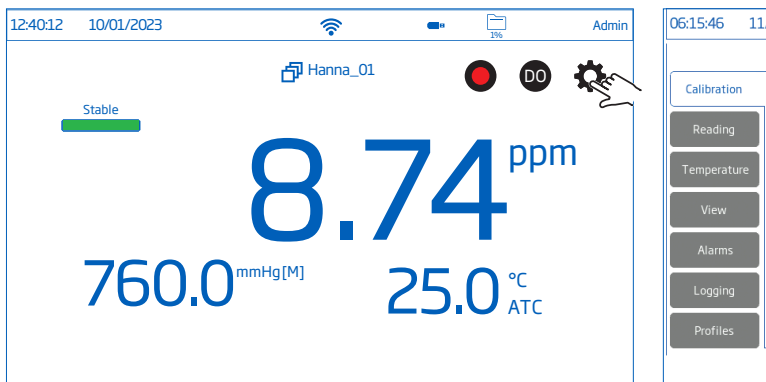 12:40:12 10/01/2023 1% Admin
Hanna_01 DO
Stable
8.74 ppm
760.0 mmHg[M] 25.0 °C
ATC
06:15:46 11
Calibration
Reading
Temperature
View
Alarms
Logging
Profiles